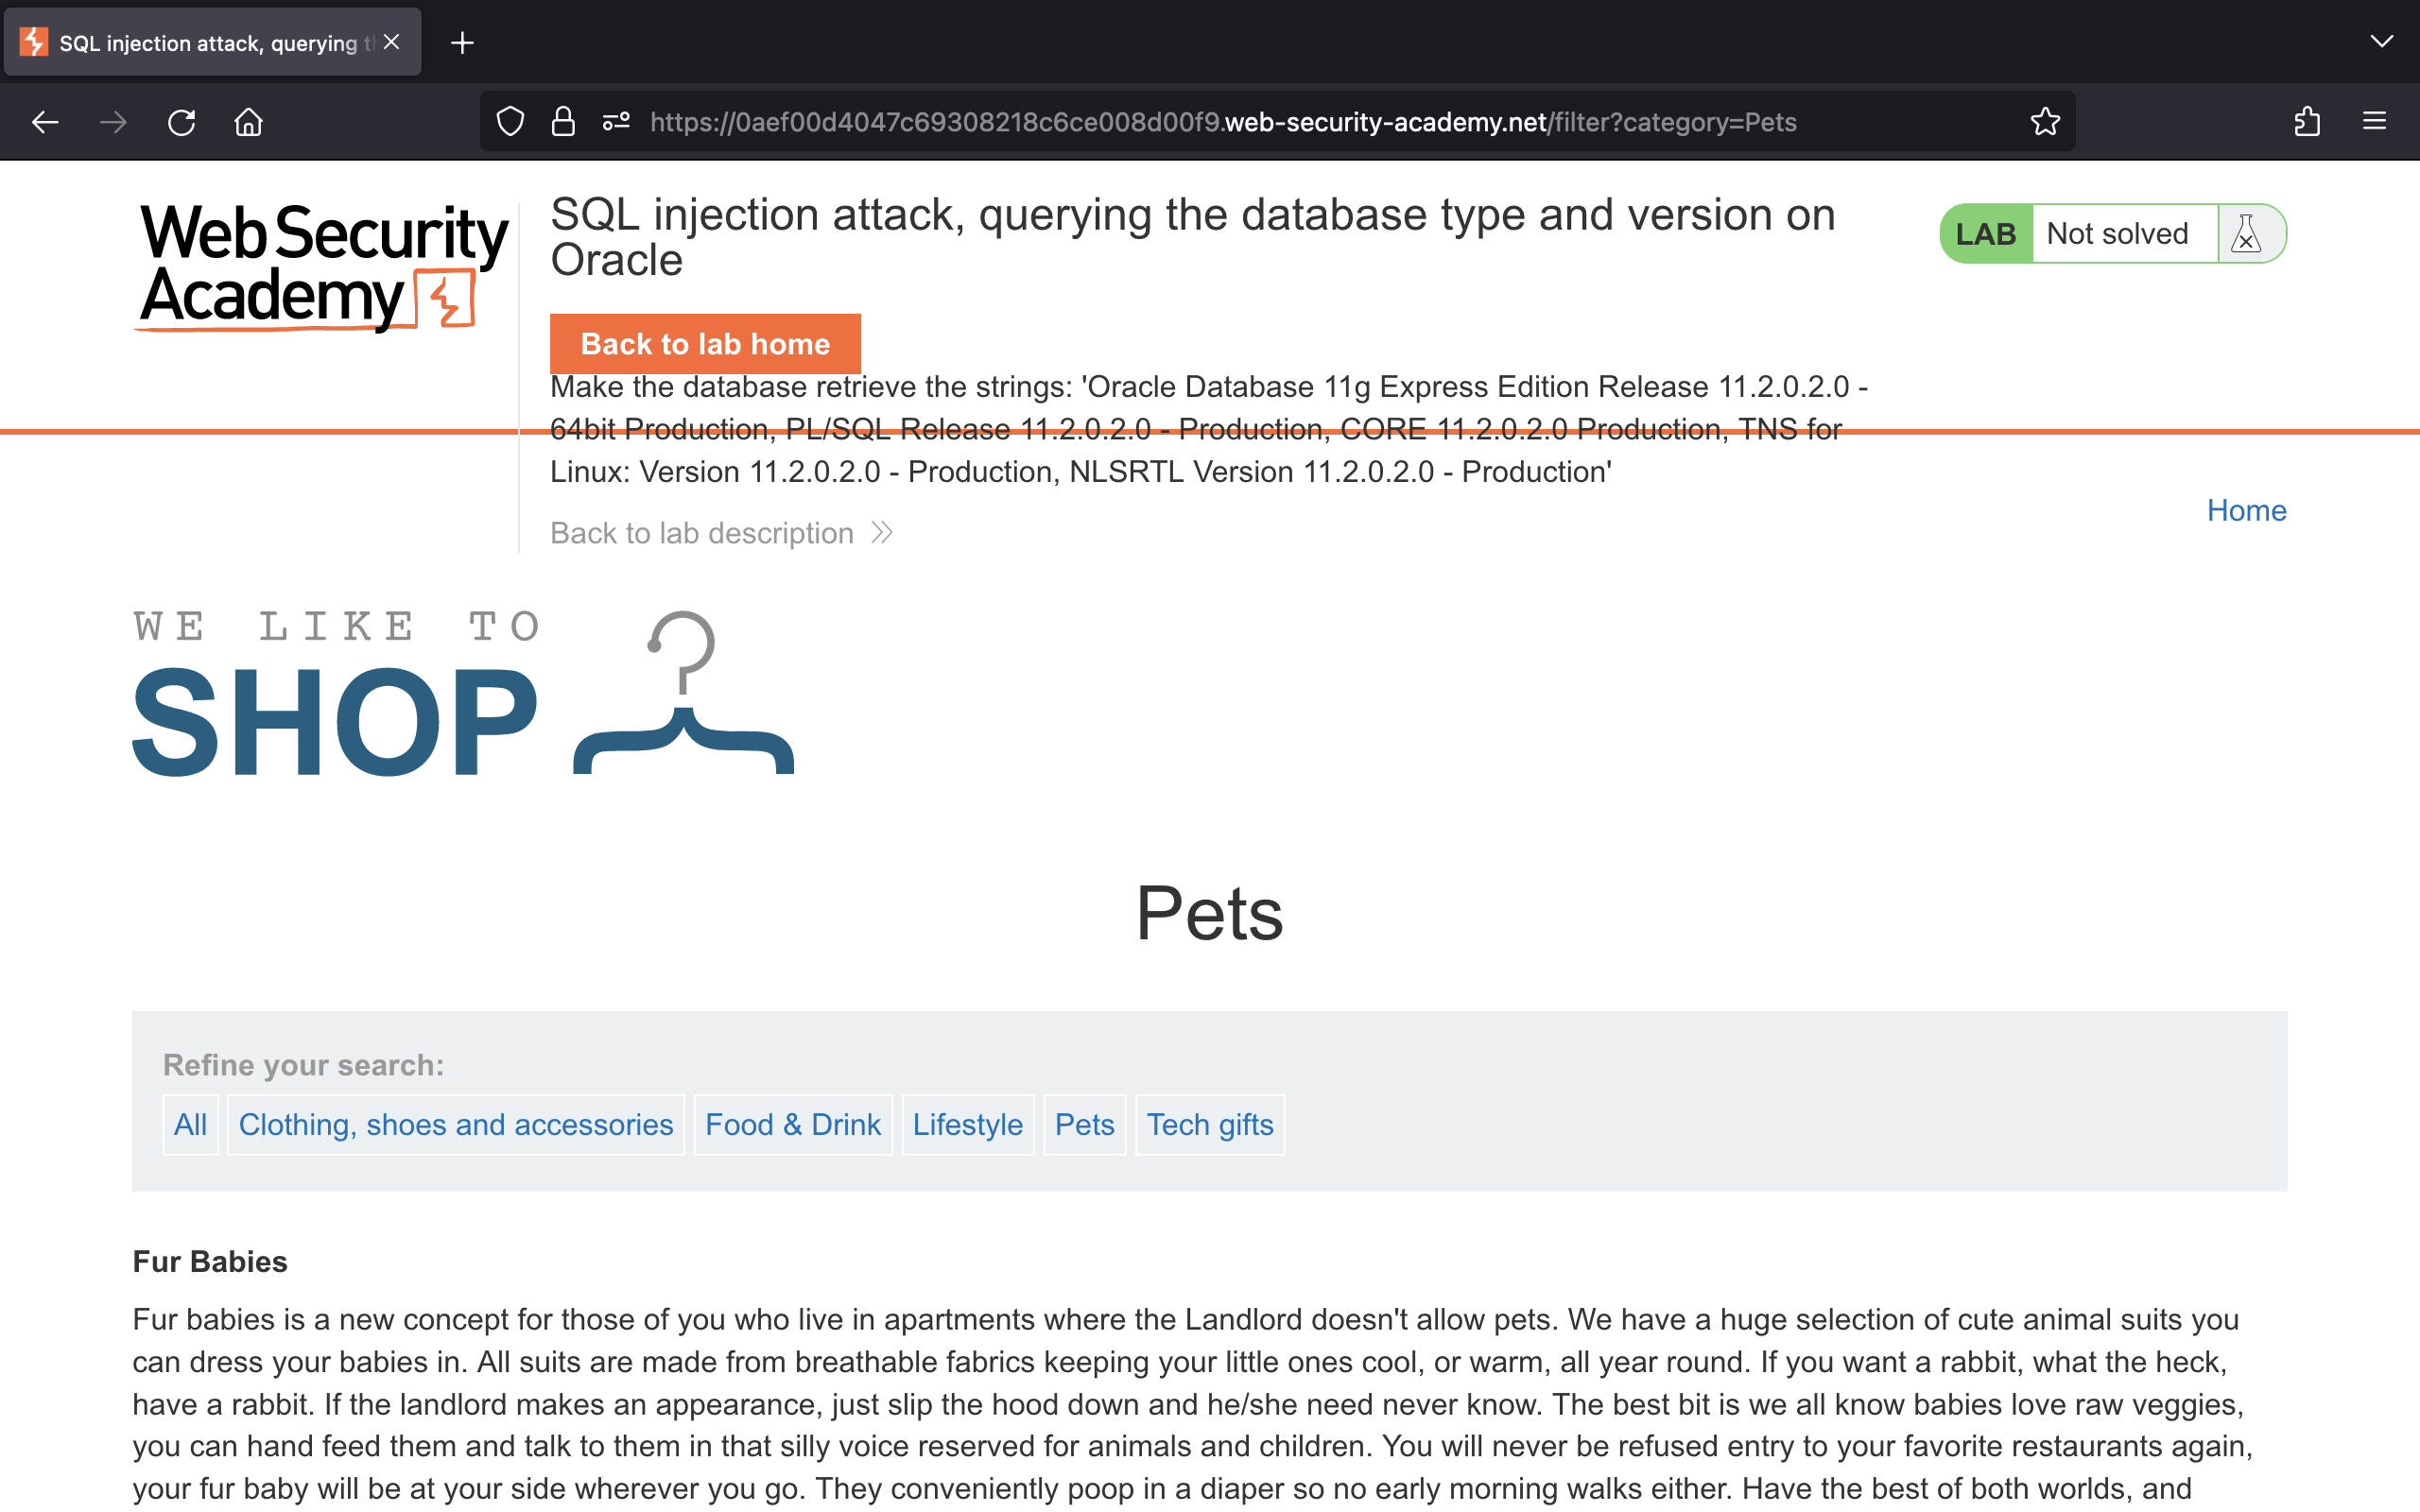 SQL injection attack, querying
https://0aef00d4047c69308218c6ce008d00f9.web-security-academy.net/filter?category=Pets
Web Security
Academy
SQL injection attack, querying the database type and version on
Oracle
LAB Not solved
Back to lab home
Make the database retrieve the strings: 'Oracle Database 11g Express Edition Release 11.2.0.2.0 -
64bit Production, PL/SQL Release 11.2.0.2.0 - Production, CORE 11.2.0.2.0 Production, TNS for
Linux: Version 11.2.0.2.0 - Production, NLSRTL Version 11.2.0.2.0 - Production'
Home
Back to lab description
WE LIKE TO
SHOP
Pets
Refine your search:
All Clothing, shoes and accessories Food & Drink Lifestyle Pets Tech gifts
Fur Babies
Fur babies is a new concept for those of you who live in apartments where the Landlord doesn't allow pets. We have a huge selection of cute animal suits you
can dress your babies in. All suits are made from breathable fabrics keeping your little ones cool, or warm, all year round. If you want a rabbit, what the heck,
have a rabbit. If the landlord makes an appearance, just slip the hood down and he/she need never know. The best bit is we all know babies love raw veggies,
you can hand feed them and talk to them in that silly voice reserved for animals and children. You will never be refused entry to your favorite restaurants again,
your fur baby will be at your side wherever you go. They conveniently poop in a diaper so no early morning walks either. Have the best of both worlds, and